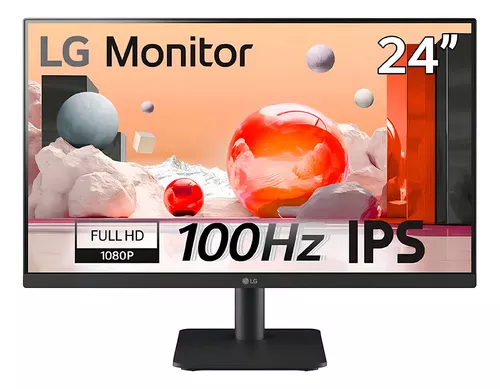 LG Monitor
24”
FULL HD
1080P
100Hz
IPS
LG